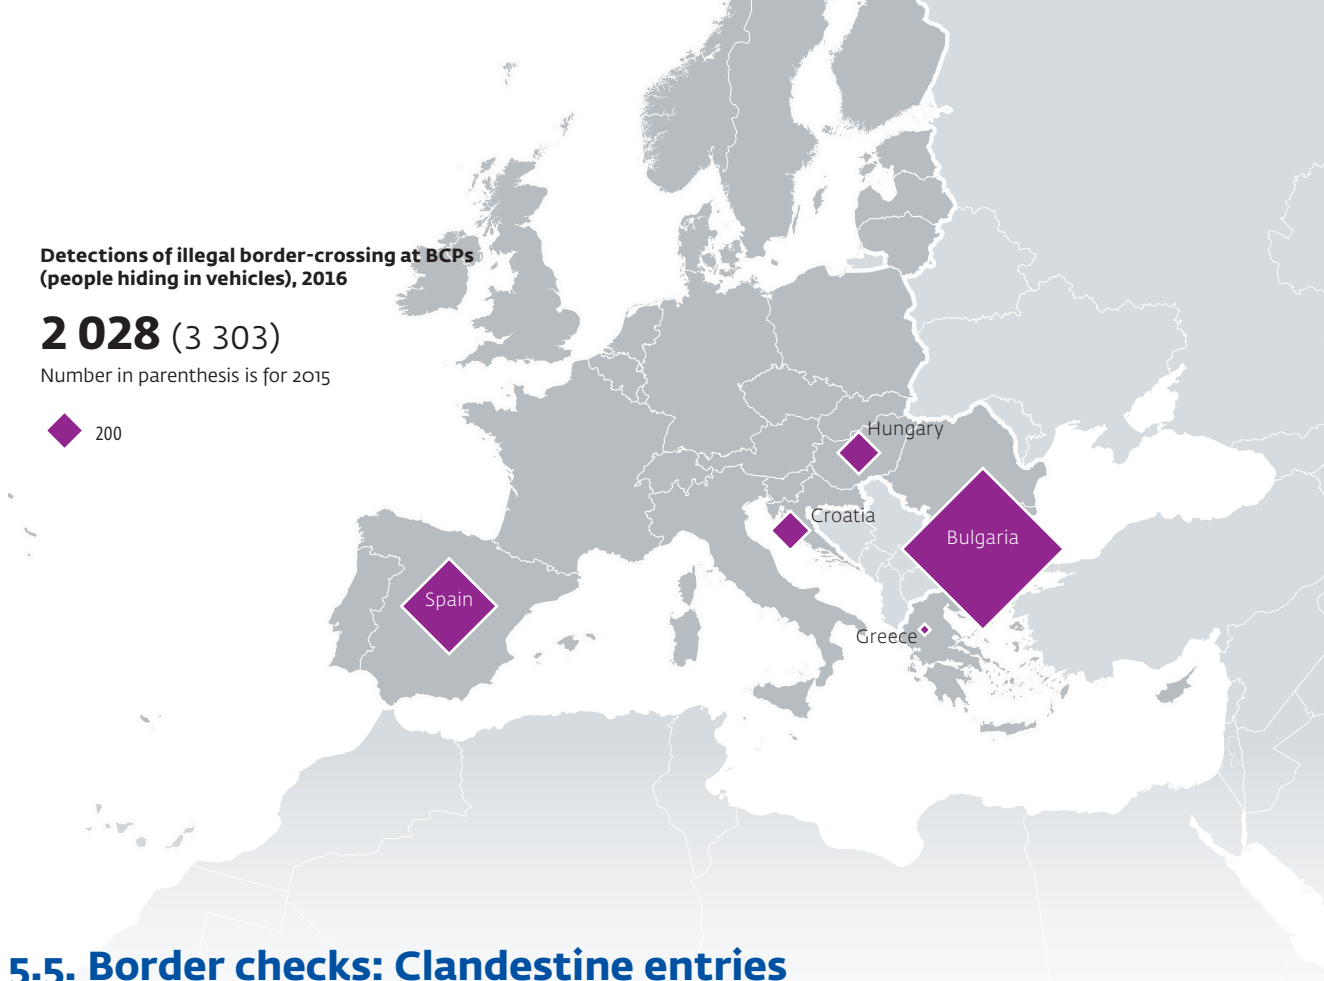 Detections of illegal border-crossing at BCPs
(people hiding in vehicles), 2016
2 028 (3 303)
Number in parenthesis is for 2015
200
Hungary
Croatia
Bulgaria
Spain
Greece
5.5. Border checks: Clandestine entries